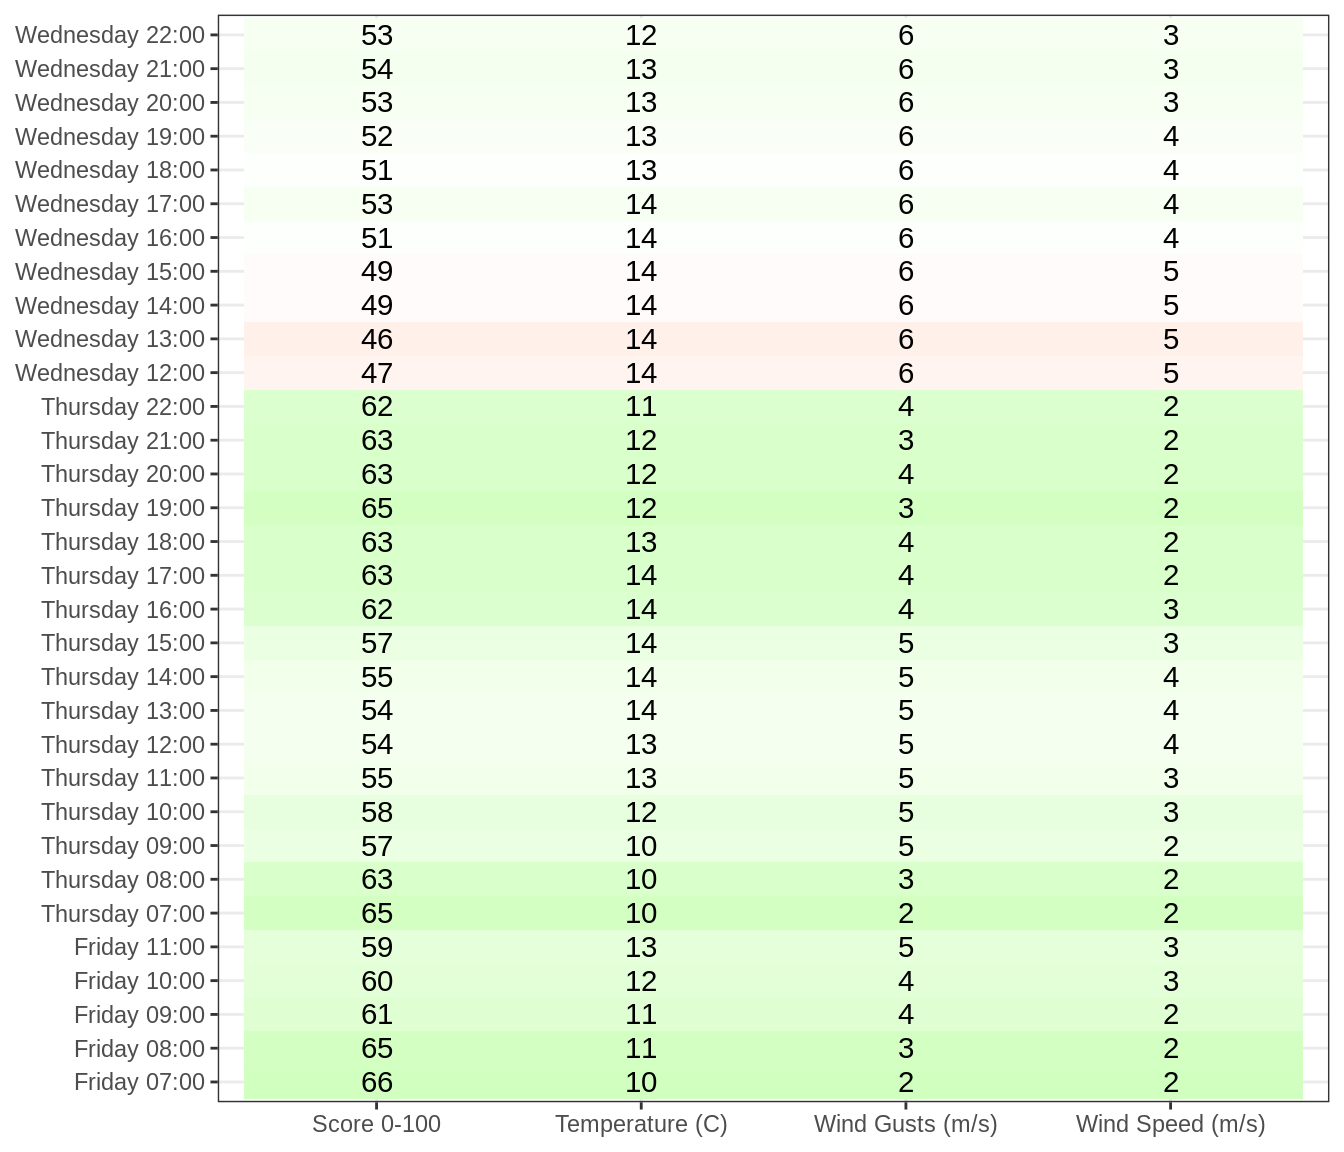 Wednesday 22:00 53 12 6 3
Wednesday 21:00 54 13 6 3
Wednesday 20:00 53 13 6 3
Wednesday 19:00 52 13 6 4
Wednesday 18:00 51 13 6 4
Wednesday 17:00 53 14 6 4
Wednesday 16:00 51 14 6 4
Wednesday 15:00 49 14 6 5
Wednesday 14:00 49 14 6 5
Wednesday 13:00 46 14 6 5
Wednesday 12:00 47 14 6 5
Thursday 22:00 62 11 4 2
Thursday 21:00 63 12 3 2
Thursday 20:00 63 12 4 2
Thursday 19:00 65 12 3 2
Thursday 18:00 63 13 4 2
Thursday 17:00 63 14 4 2
Thursday 16:00 62 14 4 3
Thursday 15:00 57 14 5 3
Thursday 14:00 55 14 5 4
Thursday 13:00 54 14 5 4
Thursday 12:00 54 13 5 4
Thursday 11:00 55 13 5 3
Thursday 10:00 58 12 5 3
Thursday 09:00 57 10 5 2
Thursday 08:00 63 10 3 2
Thursday 07:00 65 10 2 2
Friday 11:00 59 13 5 3
Friday 10:00 60 12 4 3
Friday 09:00 61 11 4 2
Friday 08:00 65 11 3 2
Friday 07:00 66 10 2 2
Score 0-100 Temperature (C) Wind Gusts (m/s) Wind Speed (m/s)